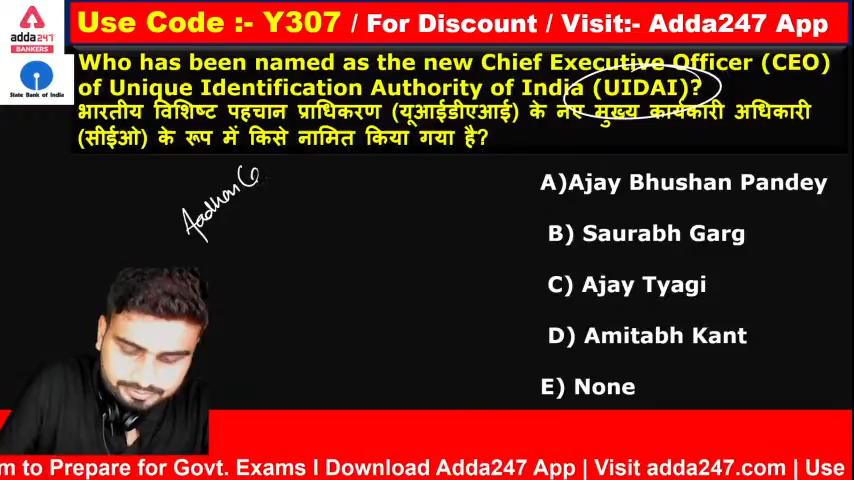 Use Code :- Y307 / For Discount / Visit:- Adda247 App
adda247
BANKERS
State Bank of India
Who has been named as the new Chief Executive Officer (CEO)
of Unique Identification Authority of India (UIDAI)?
भारतीय विशिष्ट पहचान प्राधिकरण (यूआईडीएआई) के नए मुख्य कार्यकारी अधिकारी
(सीईओ) के रूप में किसे नामित किया गया है?
Aadhar C
A)Ajay Bhushan Pandey
B) Saurabh Garg
C) Ajay Tyagi
D) Amitabh Kant
E) None
m to Prepare for Govt. Exams I Download Adda247 App | Visit adda247.com | Use